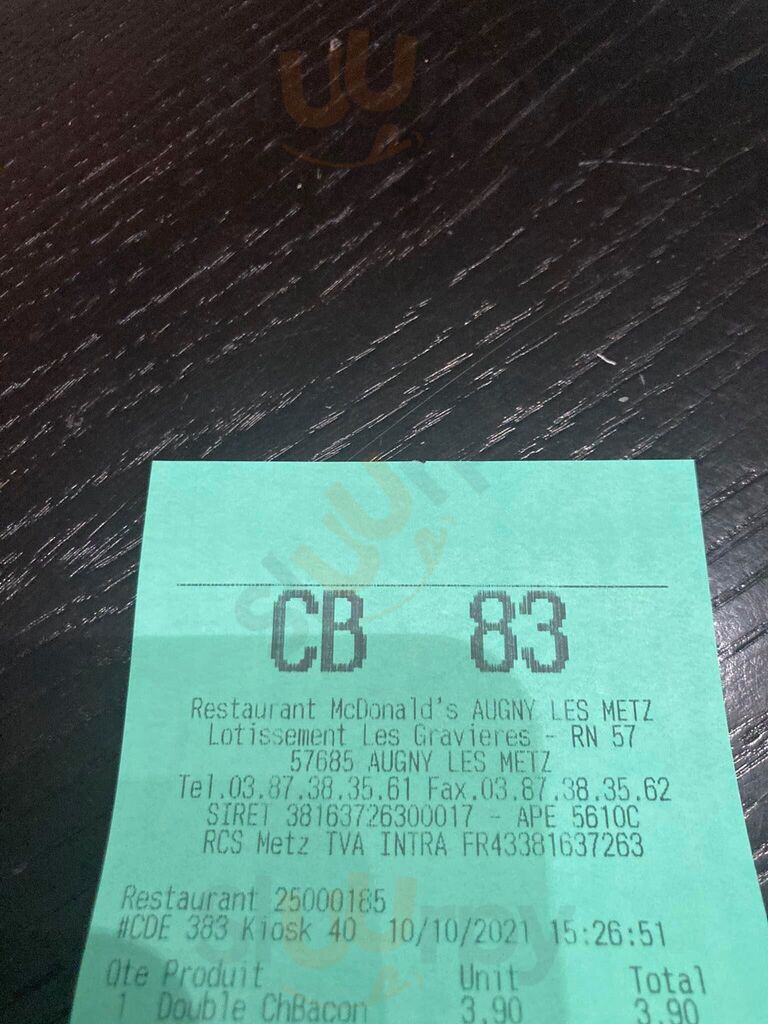 sluurpy
sluurpy
CB 83
Restaurant McDonald's AUGNY LES METZ
Lotissement Les Gravieres - RN 57
57685 AUGNY LES METZ
Tel.03.87.38.35.61 Fax.03.87.38.35.62
SIRET 38163726300017 - APE 5610C
RCS Metz TVA INTRA FR43381637263
Restaurant 25000185
#CDE 383 Kiosk 40 10/10/2021 15:26:51
sluurpy
Qte Produit Unit Total
1 Double ChBacon 3.90 3.90